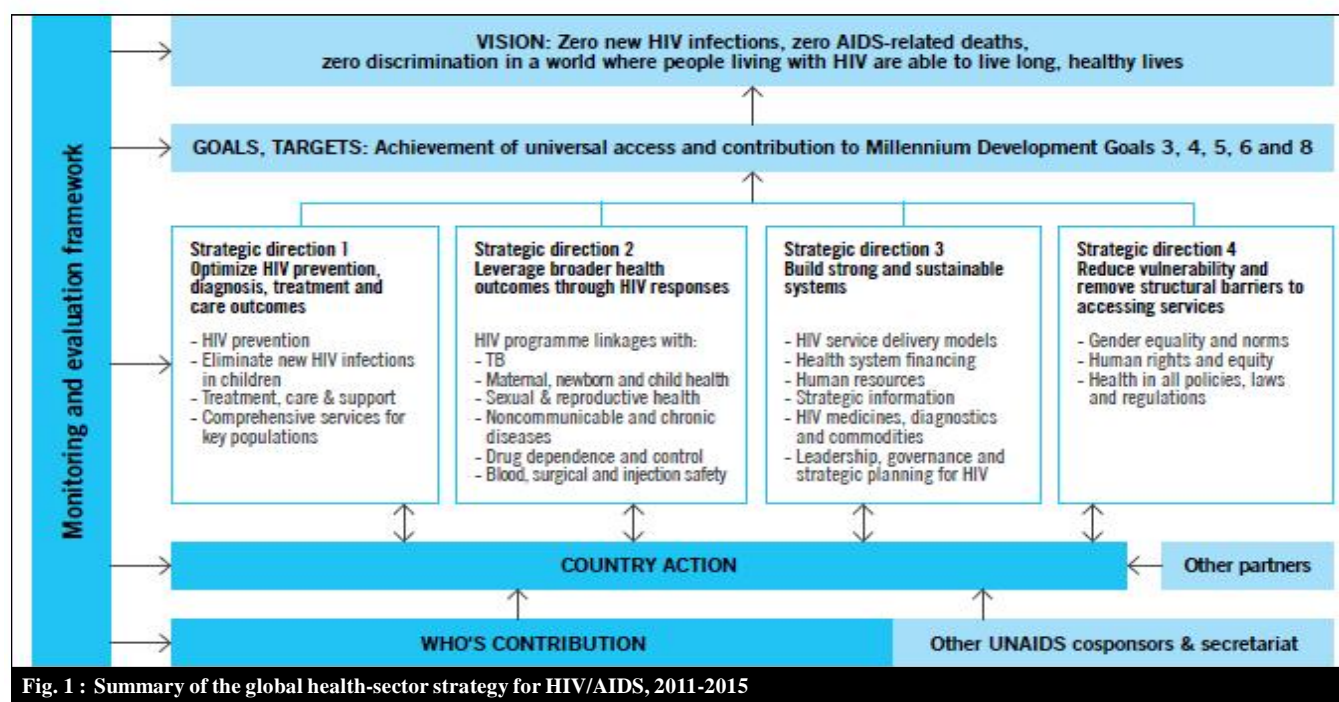 Monitoring and evaluation framework
VISION: Zero new HIV infections, zero AIDS-related deaths,
zero discrimination in a world where people living with HIV are able to live long, healthy lives
GOALS, TARGETS: Achievement of universal access and contribution to Millennium Development Goals 3, 4, 5, 6 and 8
Strategic direction 1
Optimize HIV prevention,
diagnosis, treatment and
care outcomes
- HIV prevention
- Eliminate new HIV infections
in children
- Treatment, care & support
- Comprehensive services for
key populations
Strategic direction 2
Leverage broader health
outcomes through HIV responses
HIV programme linkages with:
- TB
- Maternal, newborn and child health
- Sexual & reproductive health
- Noncommunicable and chronic
diseases
- Drug dependence and control
- Blood, surgical and injection safety
Strategic direction 3
Build strong and sustainable
systems
- HIV service delivery models
- Health system financing
- Human resources
- Strategic information
- HIV medicines, diagnostics
and commodities
- Leadership, governance and
strategic planning for HIV
Strategic direction 4
Reduce vulnerability and
remove structural barriers to
accessing services
- Gender equality and norms
- Human rights and equity
- Health in all policies, laws
and regulations
COUNTRY ACTION
Other partners
WHO'S CONTRIBUTION
Other UNAIDS cosponsors & secretariat
Fig. 1 : Summary of the global health-sector strategy for HIV/AIDS, 2011-2015